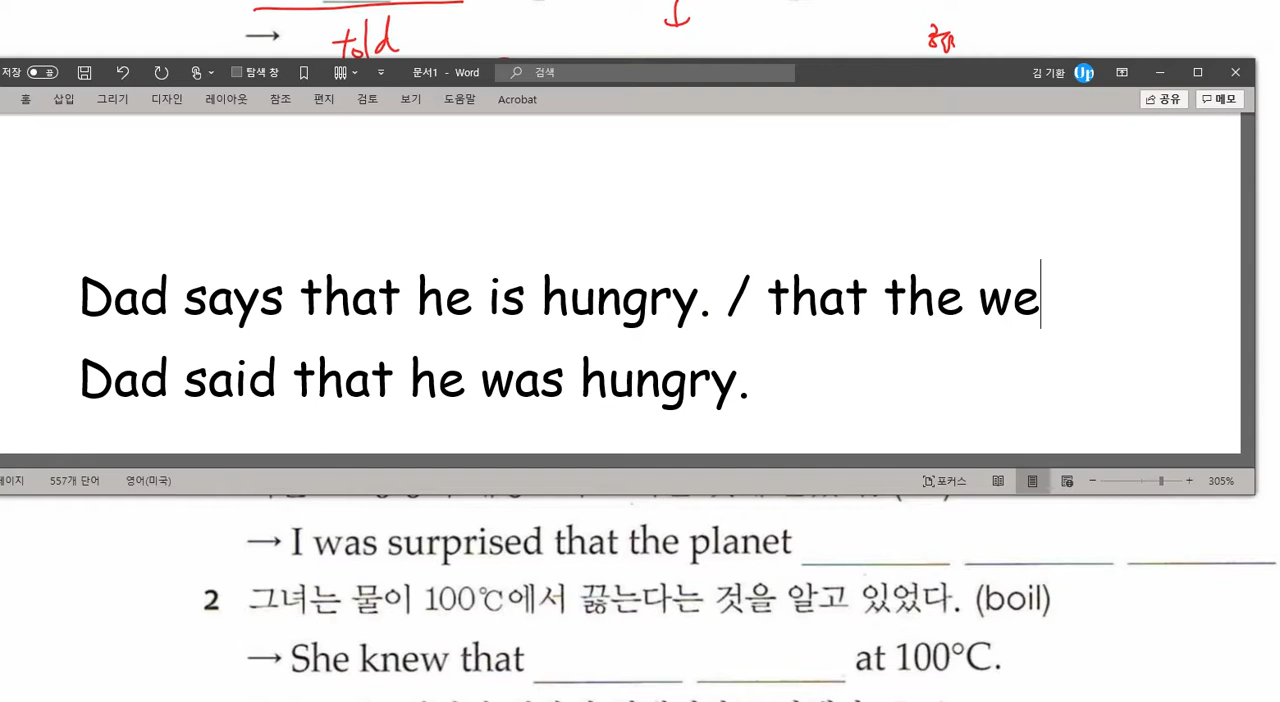 → told
저장 문서1 - Word 검색 김 기환 Up
탐색 창
홈 삽입 그리기 디자인 레이아웃 참조 편지 검토 보기 도움말 Acrobat 공유 메모
Dad says that he is hungry. / that the we
Dad said that he was hungry.
페이지 557개 단어 영어(미국) 포커스 305%
→ I was surprised that the planet
2 그녀는 물이 100℃에서 끓는다는 것을 알고 있었다. (boil)
→ She knew that at 100°C.